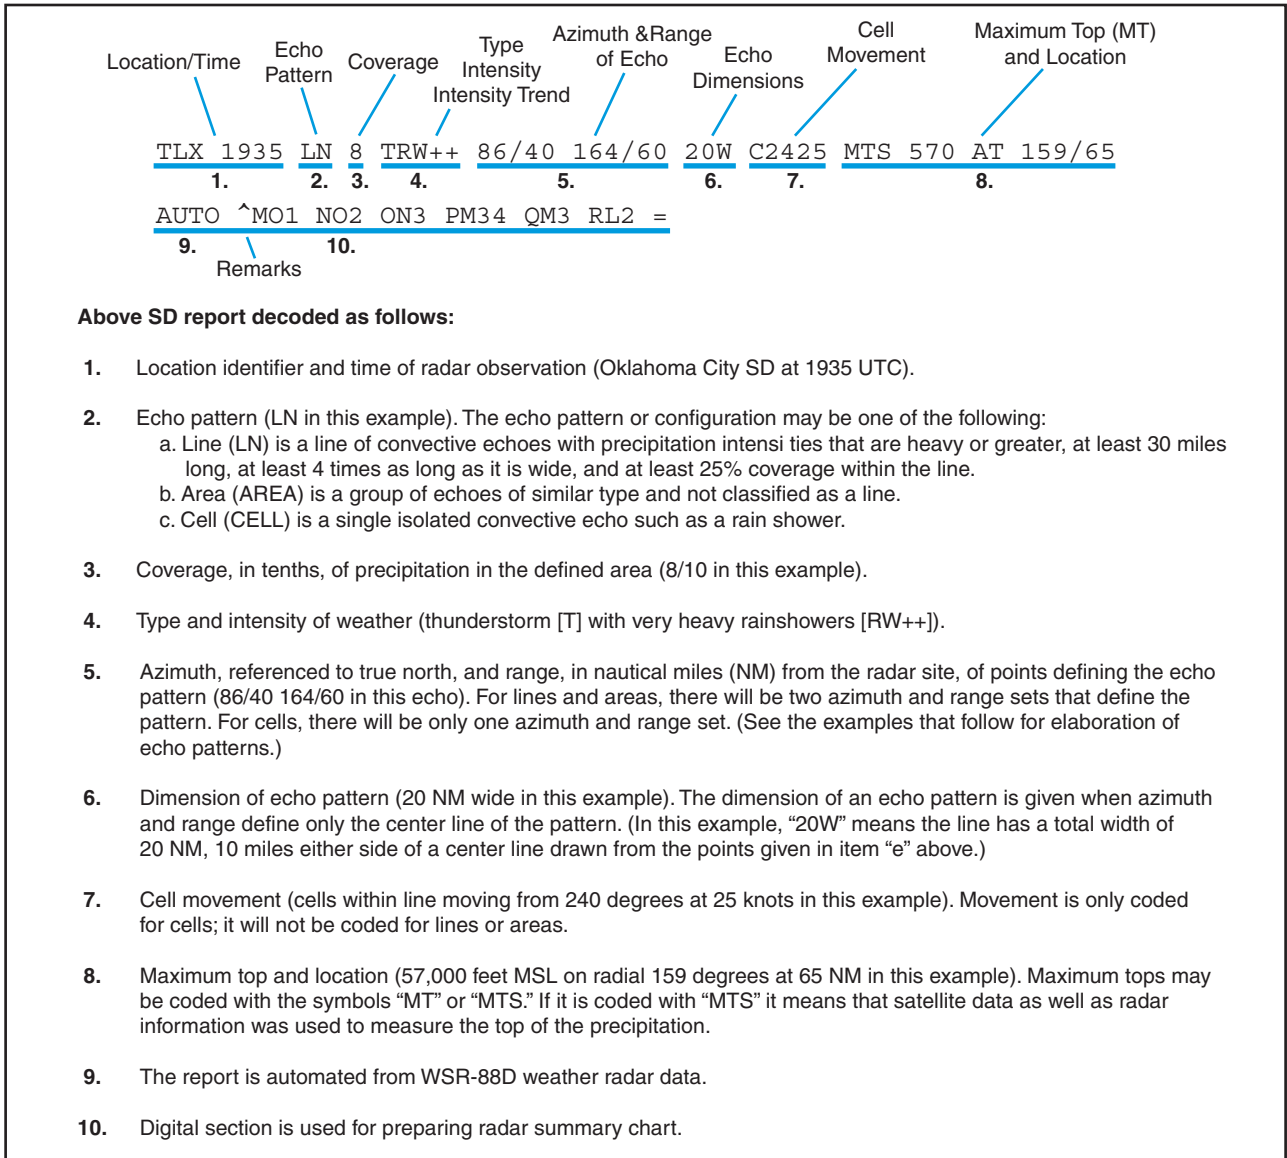 Location/Time
Echo
Pattern
Coverage
Type
Intensity
Intensity Trend
Azimuth &Range
of Echo
Echo
Dimensions
Cell
Movement
Maximum Top (MT)
and Location
TLX 1935 LN 8 TRW++ 86/40 164/60 20W C2425 MTS 570 AT 159/65
1. 2. 3. 4. 5. 6. 7. 8.
AUTO ^MO1 NO2 ON3 PM34 QM3 RL2 =
9. 10.
Remarks
Above SD report decoded as follows:
1. Location identifier and time of radar observation (Oklahoma City SD at 1935 UTC).
2. Echo pattern (LN in this example). The echo pattern or configuration may be one of the following:
a. Line (LN) is a line of convective echoes with precipitation intensi ties that are heavy or greater, at least 30 miles
long, at least 4 times as long as it is wide, and at least 25% coverage within the line.
b. Area (AREA) is a group of echoes of similar type and not classified as a line.
c. Cell (CELL) is a single isolated convective echo such as a rain shower.
3. Coverage, in tenths, of precipitation in the defined area (8/10 in this example).
4. Type and intensity of weather (thunderstorm [T] with very heavy rainshowers [RW++]).
5. Azimuth, referenced to true north, and range, in nautical miles (NM) from the radar site, of points defining the echo
pattern (86/40 164/60 in this echo). For lines and areas, there will be two azimuth and range sets that define the
pattern. For cells, there will be only one azimuth and range set. (See the examples that follow for elaboration of
echo patterns.)
6. Dimension of echo pattern (20 NM wide in this example). The dimension of an echo pattern is given when azimuth
and range define only the center line of the pattern. (In this example, “20W” means the line has a total width of
20 NM, 10 miles either side of a center line drawn from the points given in item “e” above.)
7. Cell movement (cells within line moving from 240 degrees at 25 knots in this example). Movement is only coded
for cells; it will not be coded for lines or areas.
8. Maximum top and location (57,000 feet MSL on radial 159 degrees at 65 NM in this example). Maximum tops may
be coded with the symbols “MT” or “MTS.” If it is coded with “MTS” it means that satellite data as well as radar
information was used to measure the top of the precipitation.
9. The report is automated from WSR-88D weather radar data.
10. Digital section is used for preparing radar summary chart.